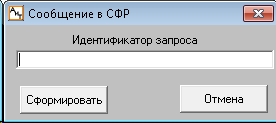 Сообщение в СФР
Идентификатор запроса
Сформировать
Отмена